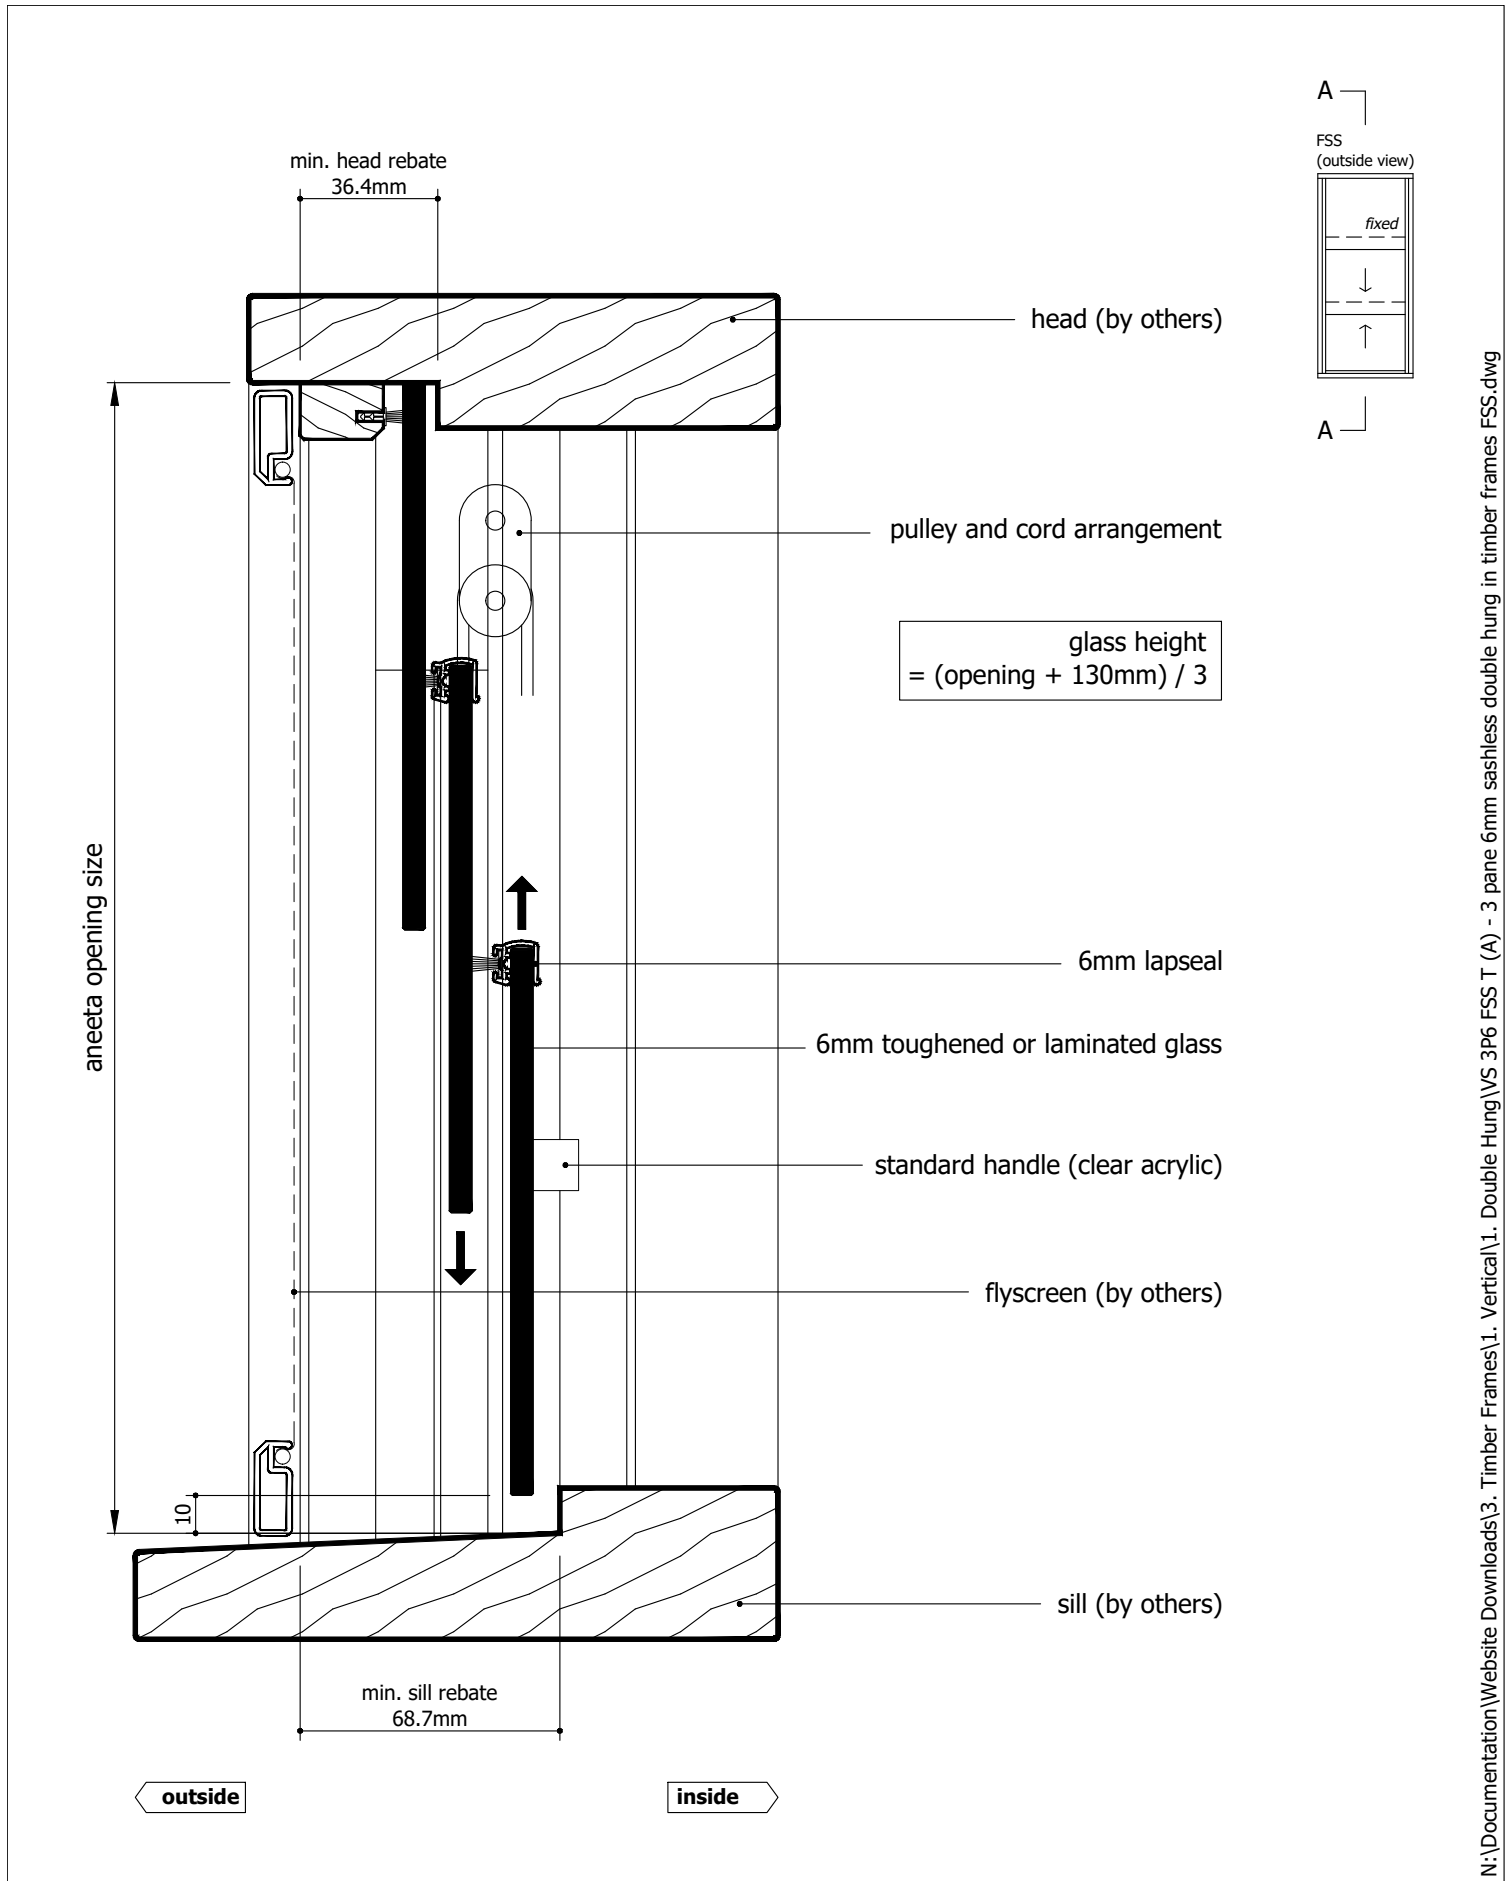 A
FSS
(outside view)
fixed
A
min. head rebate
36.4mm
head (by others)
pulley and cord arrangement
glass height
= (opening + 130mm) / 3
aneeta opening size
6mm lapseal
6mm toughened or laminated glass
standard handle (clear acrylic)
flyscreen (by others)
10
sill (by others)
min. sill rebate
68.7mm
outside
inside
N:\Documentation\Website Downloads\3. Timber Frames\1. Vertical\1. Double Hung\VS 3P6 FSS T (A) - 3 pane 6mm sashless double hung in timber frames FSS.dwg